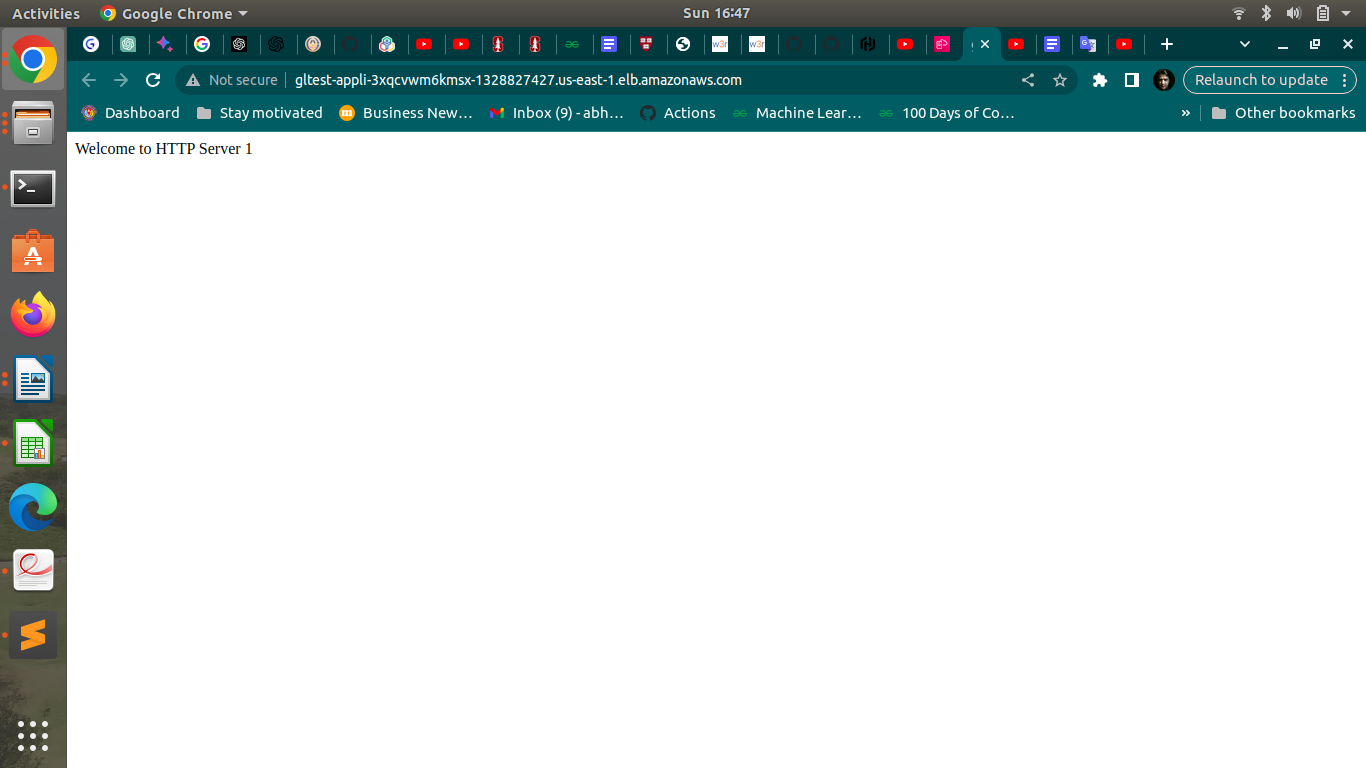 Activities Google Chrome Sun 16:47
w3r w3r
Not secure gltest-appli-3xqcvwm6kmsx-1328827427.us-east-1.elb.amazonaws.com Relaunch to update
Dashboard Stay motivated Business New… Inbox (9) - abh… Actions Machine Lear… 100 Days of Co… » Other bookmarks
Welcome to HTTP Server 1